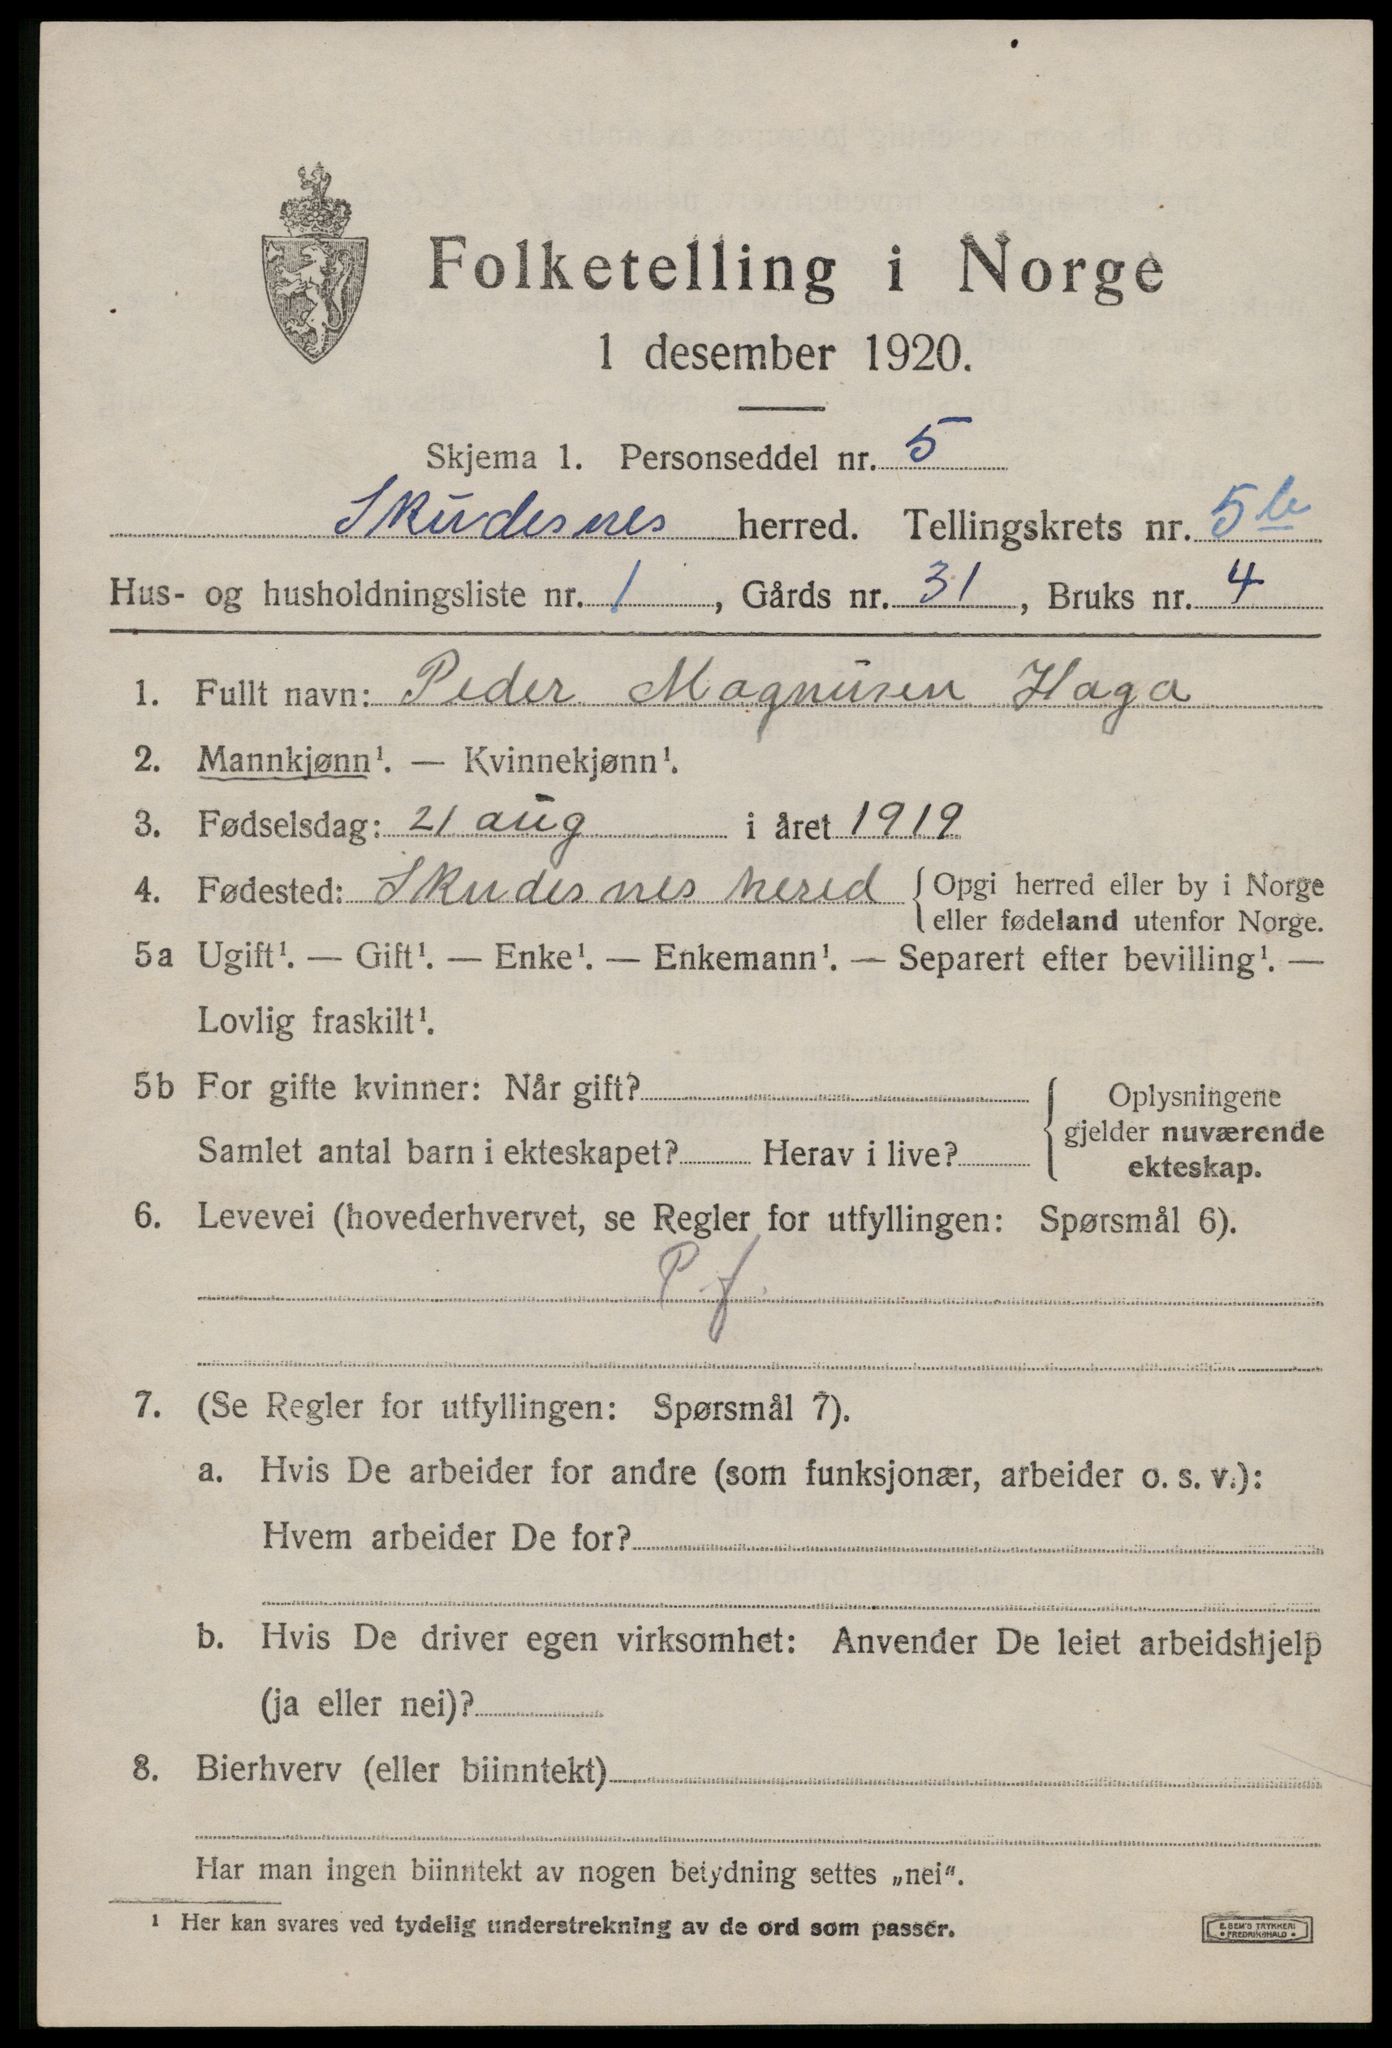 Folketelling i Norge
1 desember 1920.
Skjema 1. Personseddel nr. 5
Skudesnes herred. Tellingskrets nr. 5b
Hus- og husholdningsliste nr. 1, Gårds nr. 31, Bruks nr. 4
1. Fullt navn: Peder Magnusen Haga
2. Mannkjønn¹. — Kvinnekjønn¹.
3. Fødselsdag: 21 aug i året 1919
4. Fødested: Skudesnes hered { Opgi herred eller by i Norge
eller fødeland utenfor Norge.
5a Ugift¹. — Gift¹. — Enke¹. — Enkemann¹. — Separert efter bevilling¹. —
Lovlig fraskilt¹.
5b For gifte kvinner: Når gift?
Samlet antal barn i ekteskapet? Herav i live?
Oplysningene
gjelder nuværende
ekteskap.
6. Levevei (hovederhvervet, se Regler for utfyllingen: Spørsmål 6).
P f.
7. (Se Regler for utfyllingen: Spørsmål 7).
a. Hvis De arbeider for andre (som funksjonær, arbeider o. s. v.):
Hvem arbeider De for?
b. Hvis De driver egen virksomhet: Anvender De leiet arbeidshjelp
(ja eller nei)?
8. Bierhverv (eller biinntekt)
Har man ingen biinntekt av nogen betydning settes „nei“.
¹ Her kan svares ved tydelig understrekning av de ord som passer.
E. SEM'S TRYKKERI
• FREDRIKSHALD •